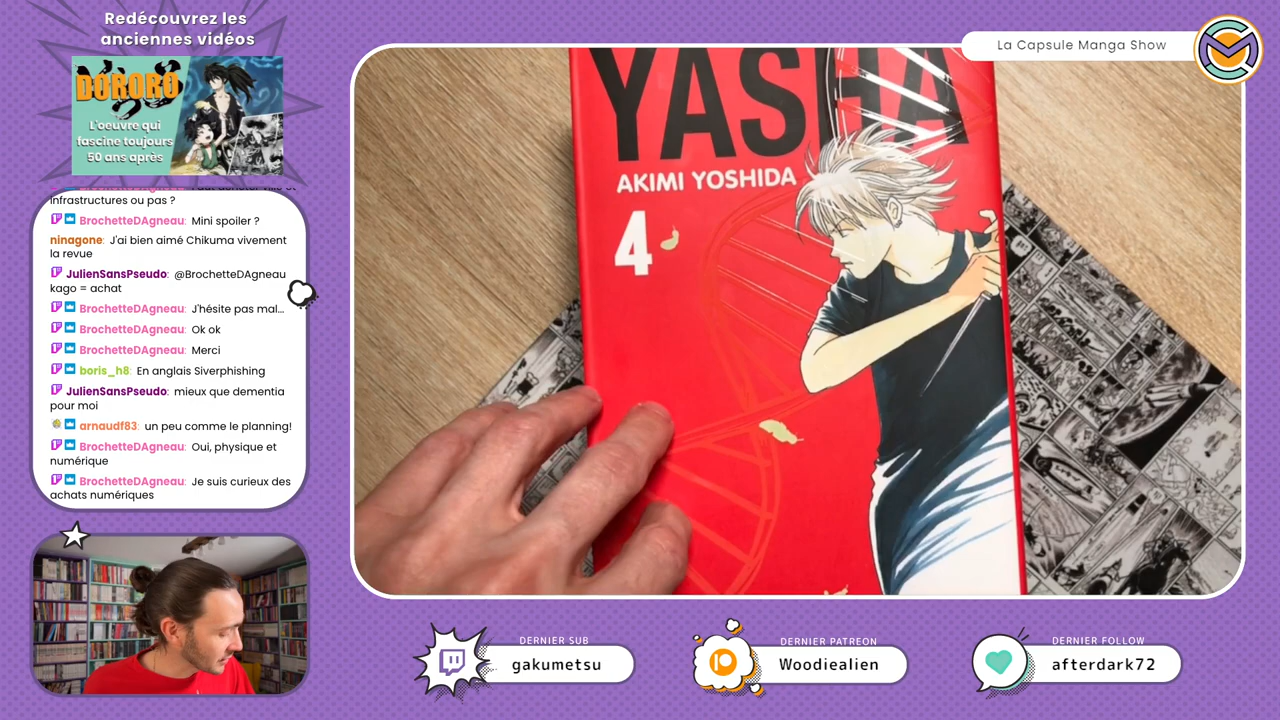 Redécouvrez les
anciennes vidéos
DORORO
L'oeuvre qui
fascine toujours
50 ans après
infrastructures ou pas ?
BrochetteDAgneau: Mini spoiler ?
ninagone: J'ai bien aimé Chikuma vivement
la revue
JulienSansPseudo: @BrochetteDAgneau
kago = achat
BrochetteDAgneau: J'hésite pas mal...
BrochetteDAgneau: Ok ok
BrochetteDAgneau: Merci
boris_h8: En anglais Siverphishing
JulienSansPseudo: mieux que dementia
pour moi
arnaudf83: un peu comme le planning!
BrochetteDAgneau: Oui, physique et
numérique
BrochetteDAgneau: Je suis curieux des
achats numériques
La Capsule Manga Show
YASHA
AKIMI YOSHIDA
4
DERNIER SUB
gakumetsu
DERNIER PATREON
Woodiealien
DERNIER FOLLOW
afterdark72